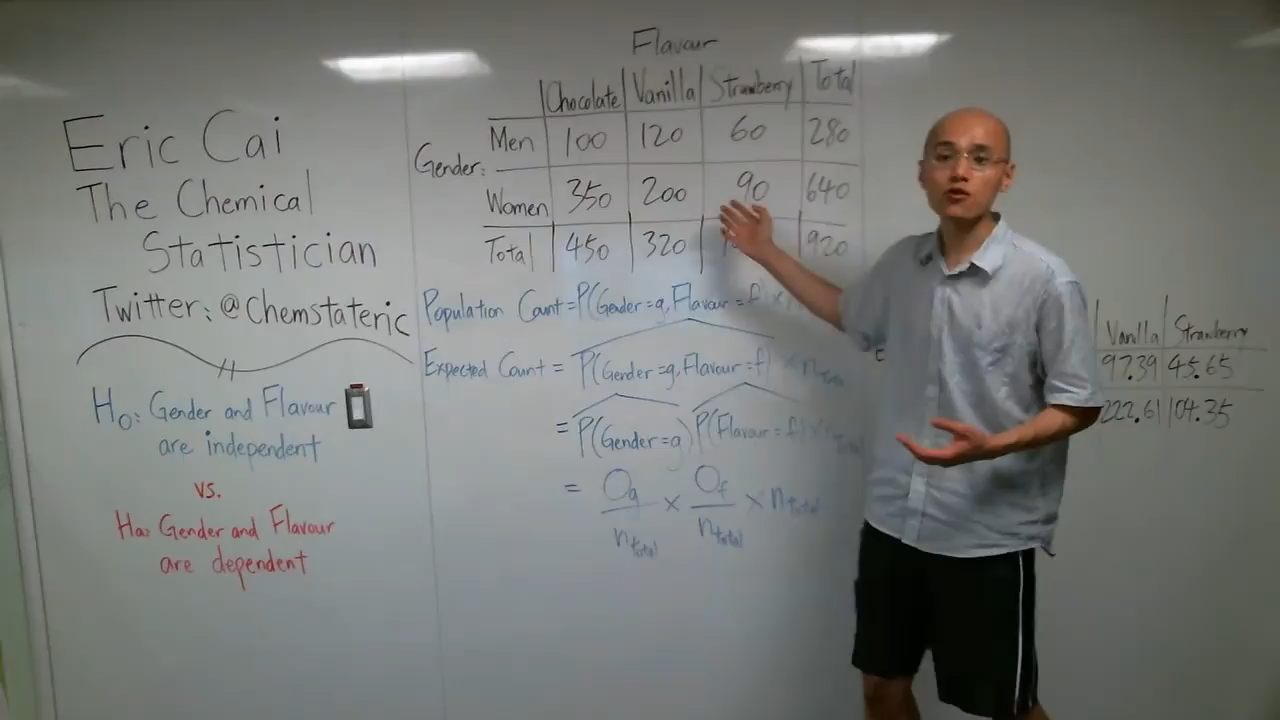 Eric Cai
The Chemical
Statistician
Twitter: @Chemstateric
H0: Gender and Flavour
are independent
vs.
Ha: Gender and Flavour
are dependent
Flavour
Chocolate Vanilla Strawberry Total
Gender:
Men 100 120 60 280
Women 350 200 90 640
Total 450 320 920
Population Count = P(Gender = g, Flavour = f) ×
Expected Count = P(Gender = g, Flavour = f) × ntotal
= P(Gender = g) P(Flavour = f) × ntotal
= Og/ntotal × Of/ntotal × ntotal
Vanilla Strawberry
97.39 45.65
222.61 104.35